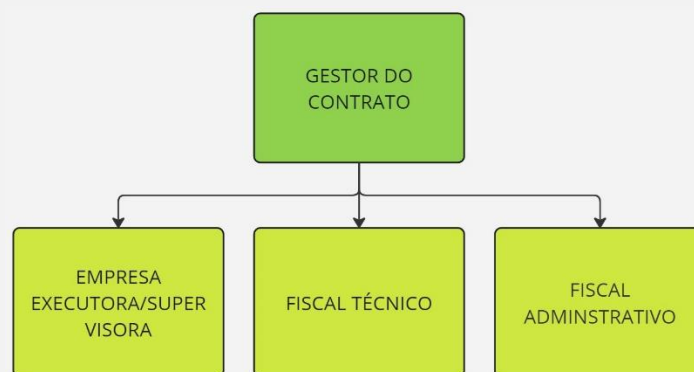 GESTOR DO
CONTRATO
EMPRESA
EXECUTORA/SUPER
VISORA
FISCAL TÉCNICO
FISCAL
ADMINSTRATIVO